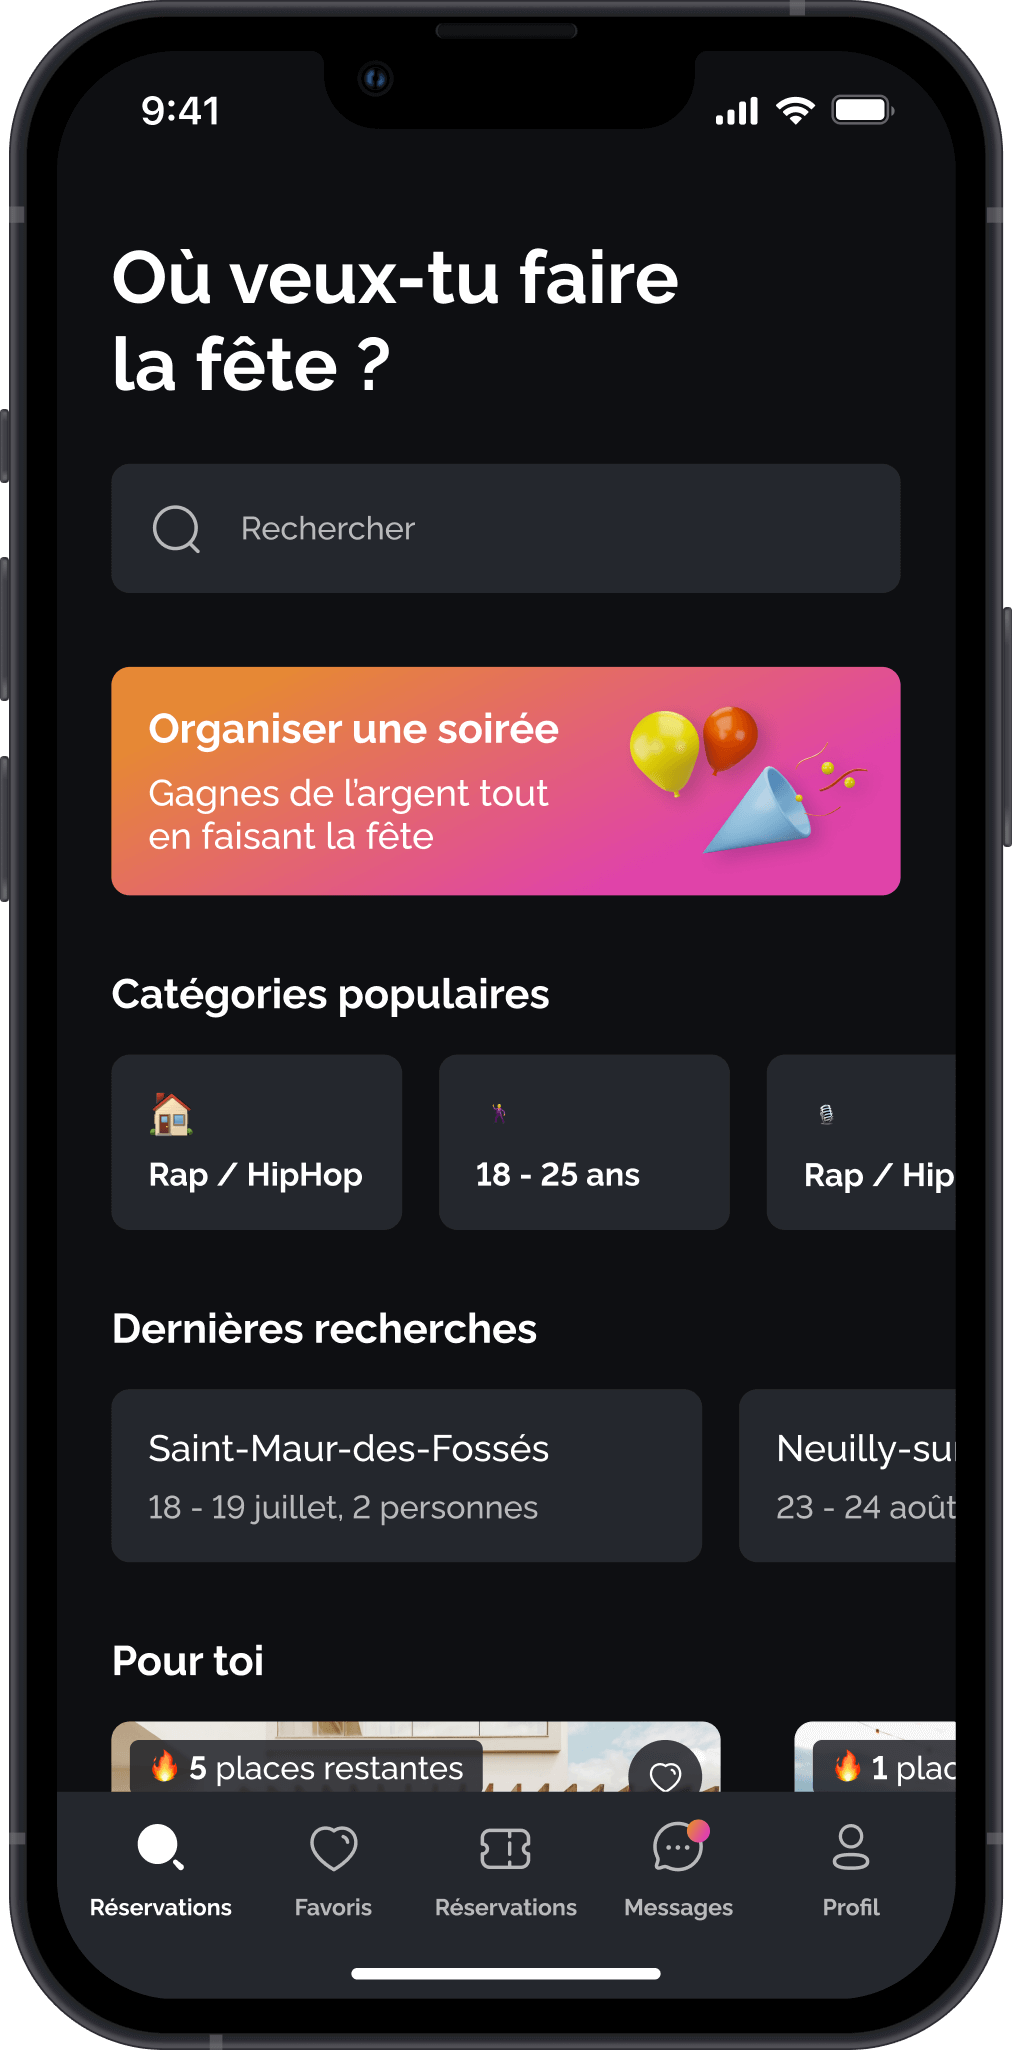 9:41
Où veux-tu faire
la fête ?
Rechercher
Organiser une soirée
Gagnes de l'argent tout
en faisant la fête
Catégories populaires
Rap / HipHop
18 - 25 ans
Rap / Hip
Dernières recherches
Saint-Maur-des-Fossés
18 - 19 juillet, 2 personnes
Neuilly-sur
23 - 24 août
Pour toi
5 places restantes
1 plac
Réservations
Favoris
Réservations
Messages
Profil